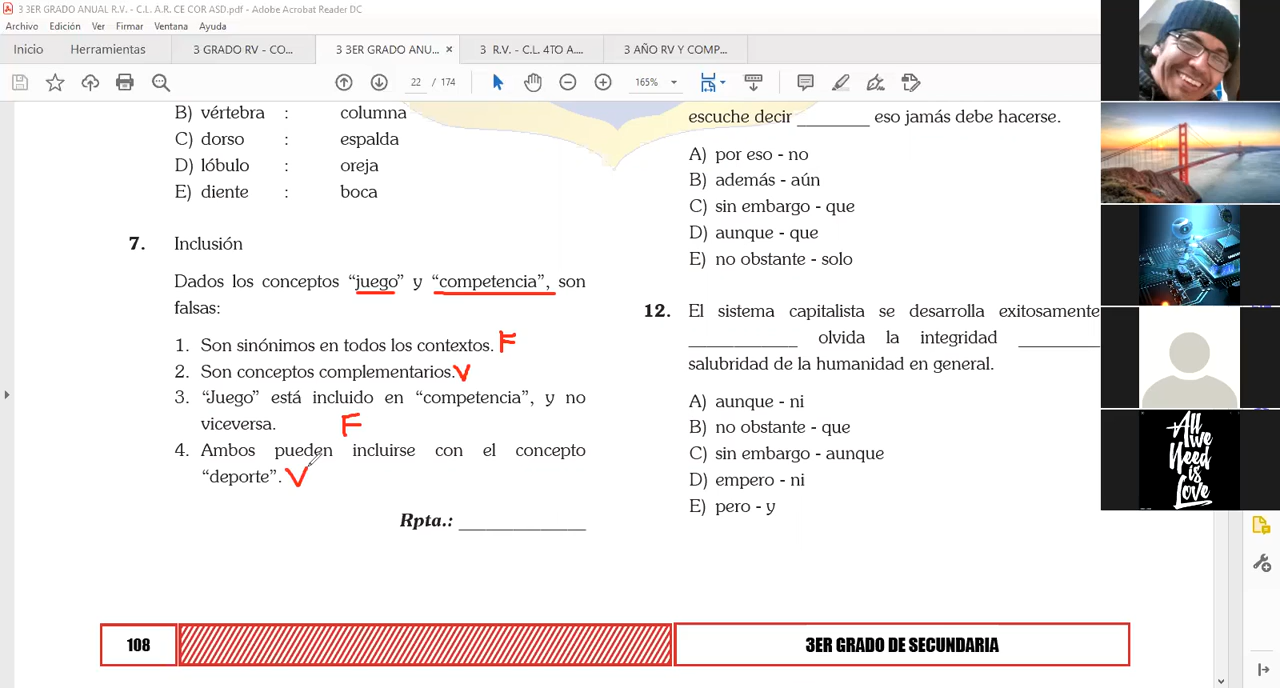 3 3ER GRADO ANUAL R.V. - C.L. A.R. CE COR ASD.pdf - Adobe Acrobat Reader DC
Archivo Edición Ver Firmar Ventana Ayuda
Inicio Herramientas 3 GRADO RV - CO... 3 3ER GRADO ANU... × 3 R.V. - C.L. 4TO A.... 3 AÑO RV Y COMP...
22 / 174 165%
B) vértebra : columna
C) dorso : espalda
D) lóbulo : oreja
E) diente : boca
7. Inclusión
Dados los conceptos “juego” y “competencia”, son
falsas:
1. Son sinónimos en todos los contextos. F
2. Son conceptos complementarios. V
3. “Juego” está incluido en “competencia”, y no
viceversa. F
4. Ambos pueden incluirse con el concepto
“deporte”. V
Rpta.: ____________
escuche decir ________ eso jamás debe hacerse.
A) por eso - no
B) además - aún
C) sin embargo - que
D) aunque - que
E) no obstante - solo
12. El sistema capitalista se desarrolla exitosamente
____________ olvida la integridad _________
salubridad de la humanidad en general.
A) aunque - ni
B) no obstante - que
C) sin embargo - aunque
D) empero - ni
E) pero - y
108
3ER GRADO DE SECUNDARIA
All
we
Need
is
Love